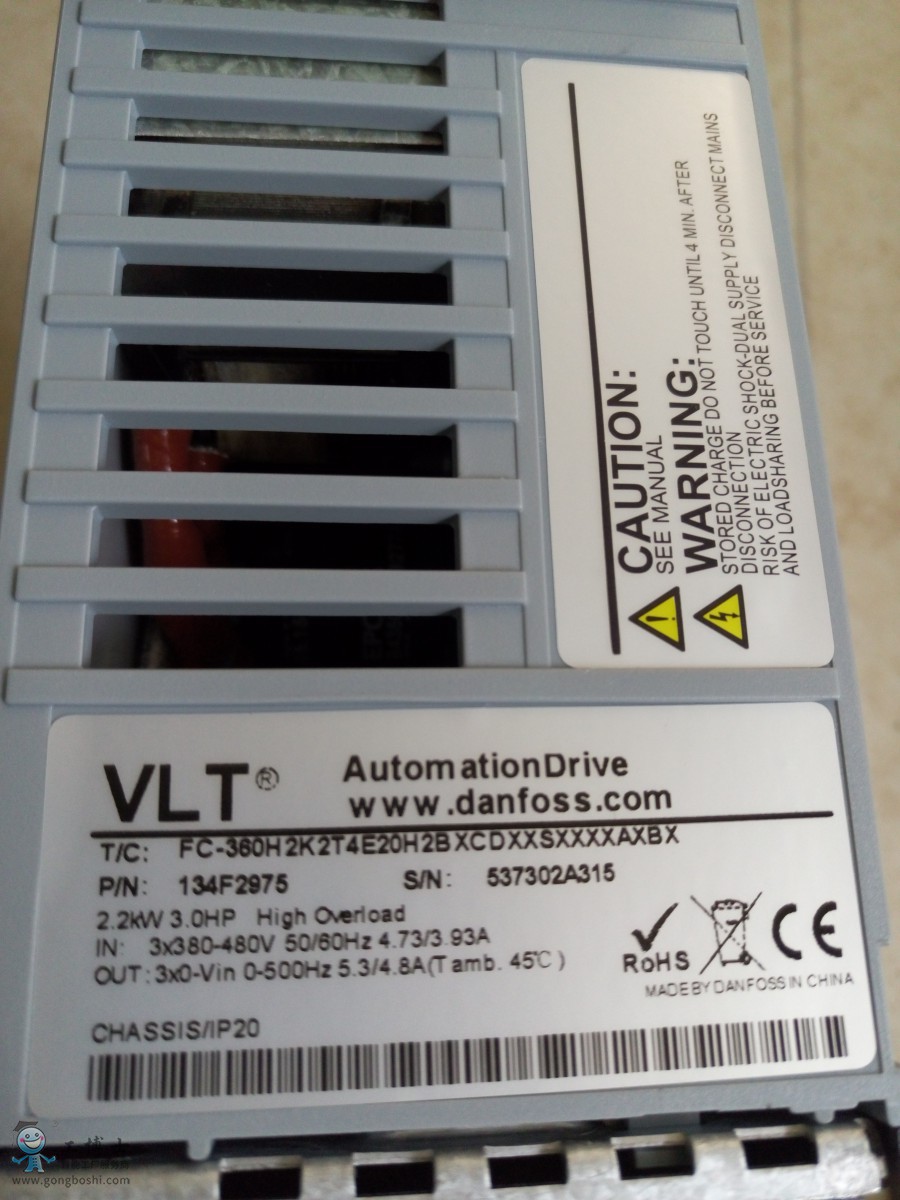 CAUTION:
SEE MANUAL
WARNING:
STORED CHARGE DO NOT TOUCH UNTIL 4 MIN. AFTER
DISCONNECTION
RISK OF ELECTRIC SHOCK-DUAL SUPPLY DISCONNECT MAINS
AND LOADSHARING BEFORE SERVICE
VLT® AutomationDrive
www.danfoss.com
T/C: FC-360H2K2T4E20H2BXCDXXSXXXXAXBX
P/N: 134F2975 S/N: 537302A315
2.2kW 3.0HP High Overload
IN: 3x380-480V 50/60Hz 4.73/3.93A
OUT: 3x0-Vin 0-500Hz 5.3/4.8A(Tamb. 45℃)
RoHS CE
MADE BY DANFOSS IN CHINA
CHASSIS/IP20
www.gongboshi.com